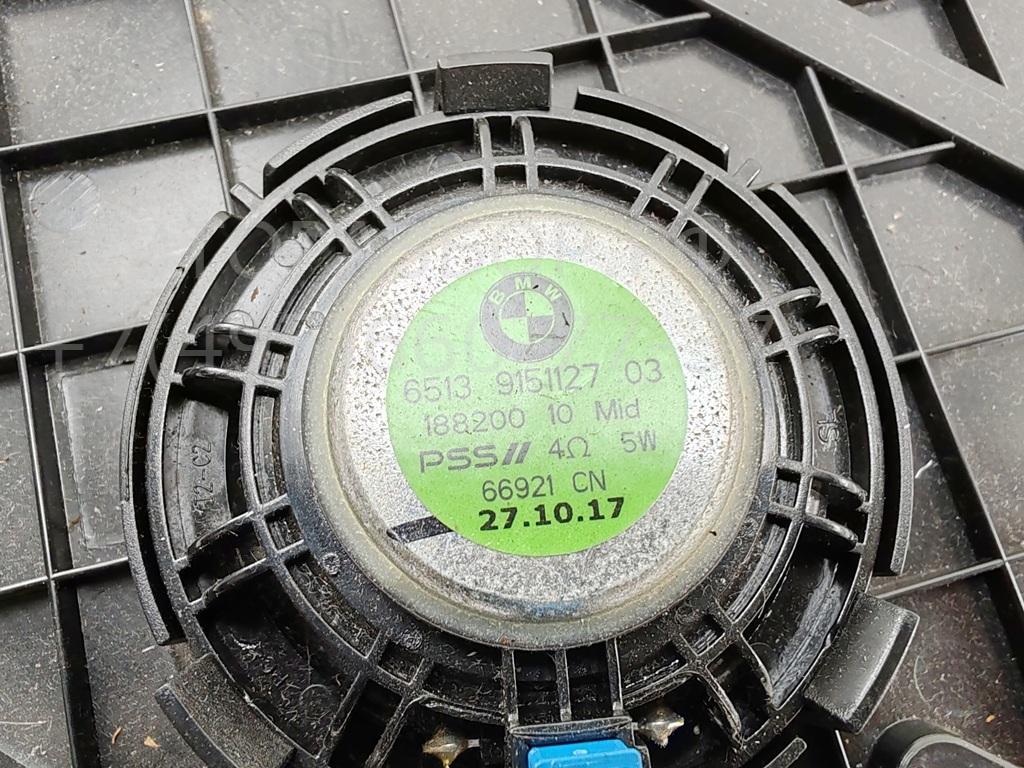 BMW
6513 9151127 03
188200 10 Mid
PSS// 4Ω 5W
66921 CN
27.10.17